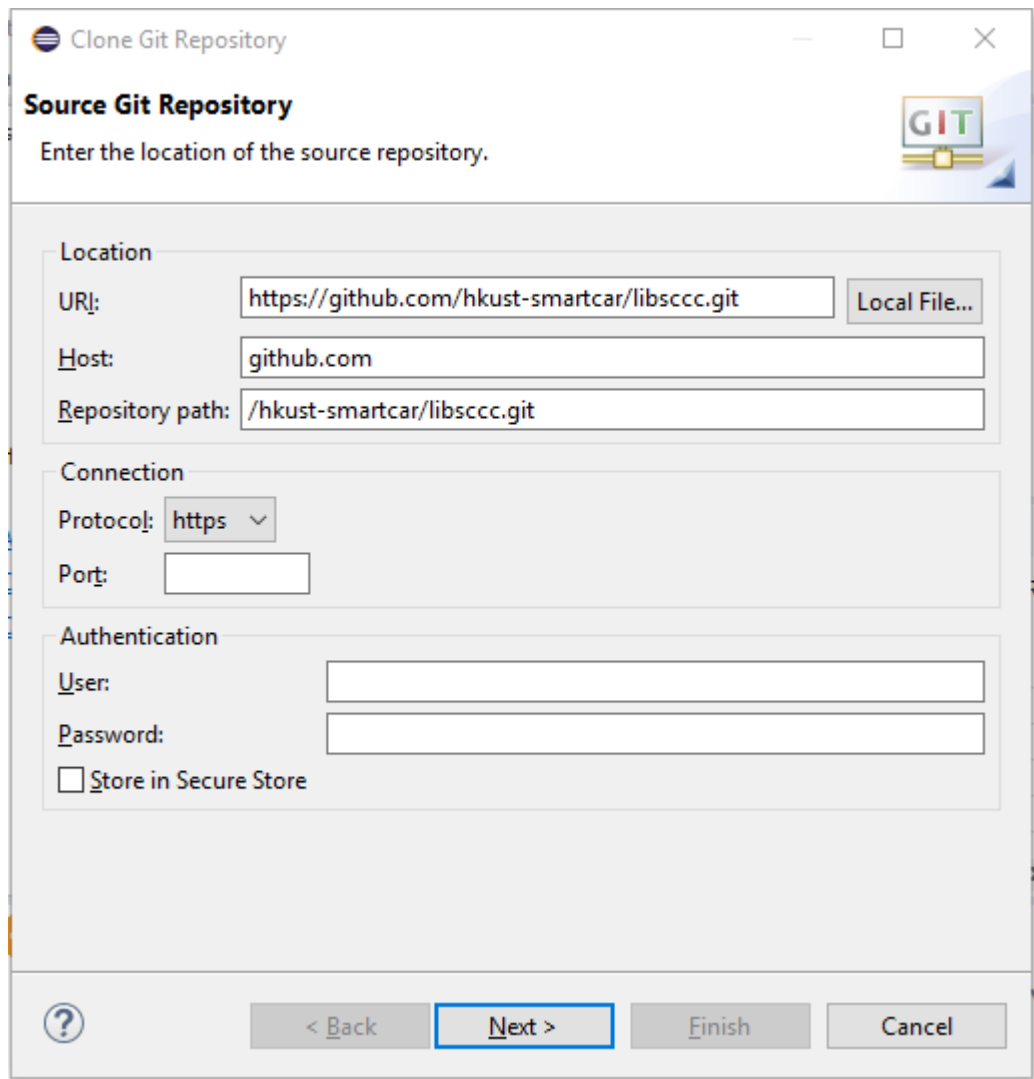 Clone Git Repository
Source Git Repository
Enter the location of the source repository.
GIT
Location
URI: https://github.com/hkust-smartcar/libsccc.git Local File...
Host: github.com
Repository path: /hkust-smartcar/libsccc.git
Connection
Protocol: https
Port:
Authentication
User:
Password:
Store in Secure Store
? < Back Next > Finish Cancel